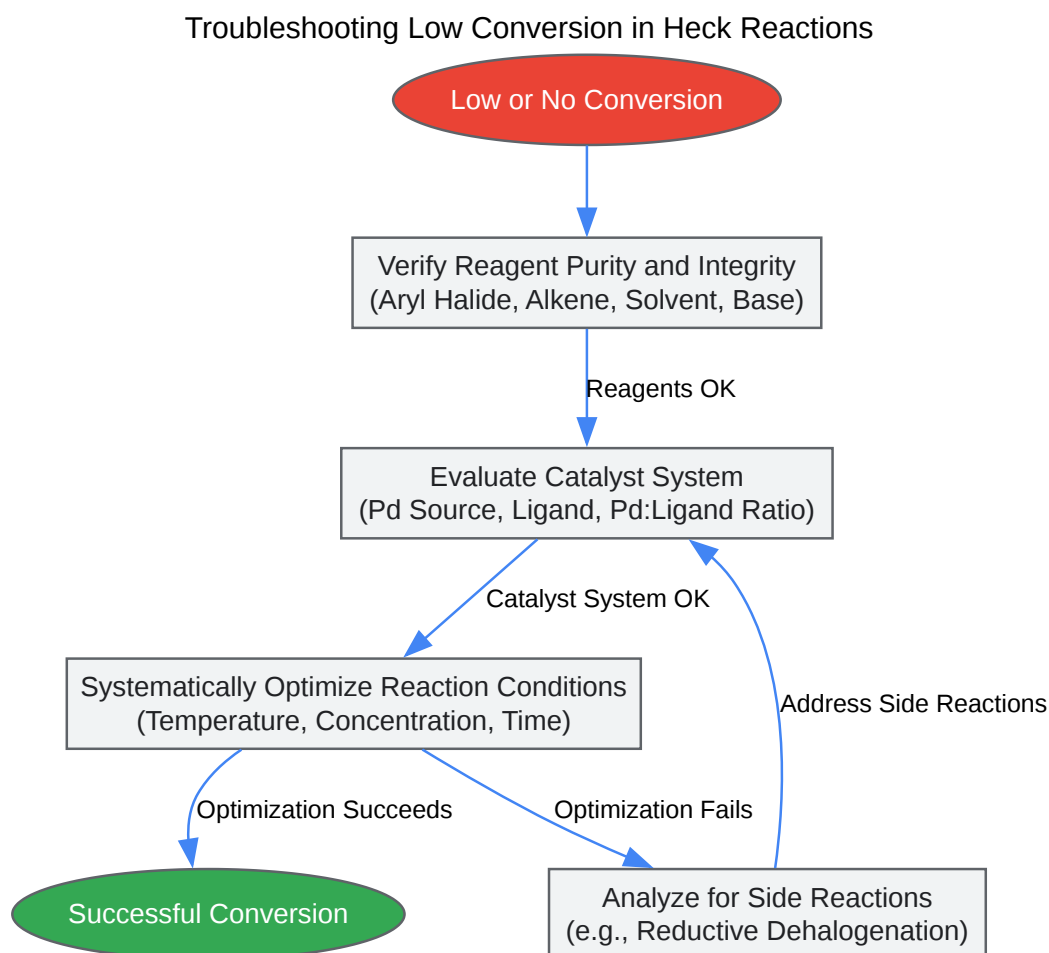 Troubleshooting Low Conversion in Heck Reactions
Low or No Conversion
Verify Reagent Purity and Integrity
(Aryl Halide, Alkene, Solvent, Base)
Reagents OK
Evaluate Catalyst System
(Pd Source, Ligand, Pd:Ligand Ratio)
Catalyst System OK
Systematically Optimize Reaction Conditions
(Temperature, Concentration, Time)
Address Side Reactions
Optimization Succeeds
Optimization Fails
Successful Conversion
Analyze for Side Reactions
(e.g., Reductive Dehalogenation)